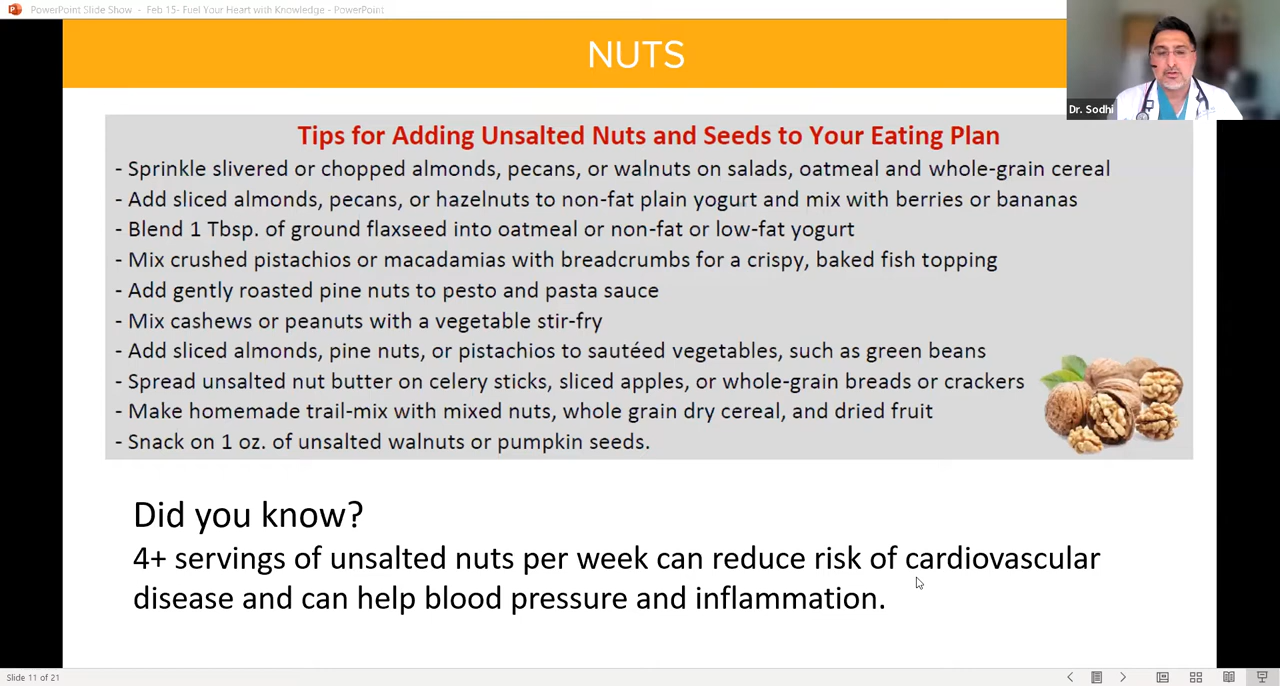 PowerPoint Slide Show - Feb 15- Fuel Your Heart with Knowledge - PowerPoint
NUTS
Dr. Sodhi
Tips for Adding Unsalted Nuts and Seeds to Your Eating Plan
- Sprinkle slivered or chopped almonds, pecans, or walnuts on salads, oatmeal and whole-grain cereal
- Add sliced almonds, pecans, or hazelnuts to non-fat plain yogurt and mix with berries or bananas
- Blend 1 Tbsp. of ground flaxseed into oatmeal or non-fat or low-fat yogurt
- Mix crushed pistachios or macadamias with breadcrumbs for a crispy, baked fish topping
- Add gently roasted pine nuts to pesto and pasta sauce
- Mix cashews or peanuts with a vegetable stir-fry
- Add sliced almonds, pine nuts, or pistachios to sautéed vegetables, such as green beans
- Spread unsalted nut butter on celery sticks, sliced apples, or whole-grain breads or crackers
- Make homemade trail-mix with mixed nuts, whole grain dry cereal, and dried fruit
- Snack on 1 oz. of unsalted walnuts or pumpkin seeds.
Did you know?
4+ servings of unsalted nuts per week can reduce risk of cardiovascular
disease and can help blood pressure and inflammation.
Slide 11 of 21